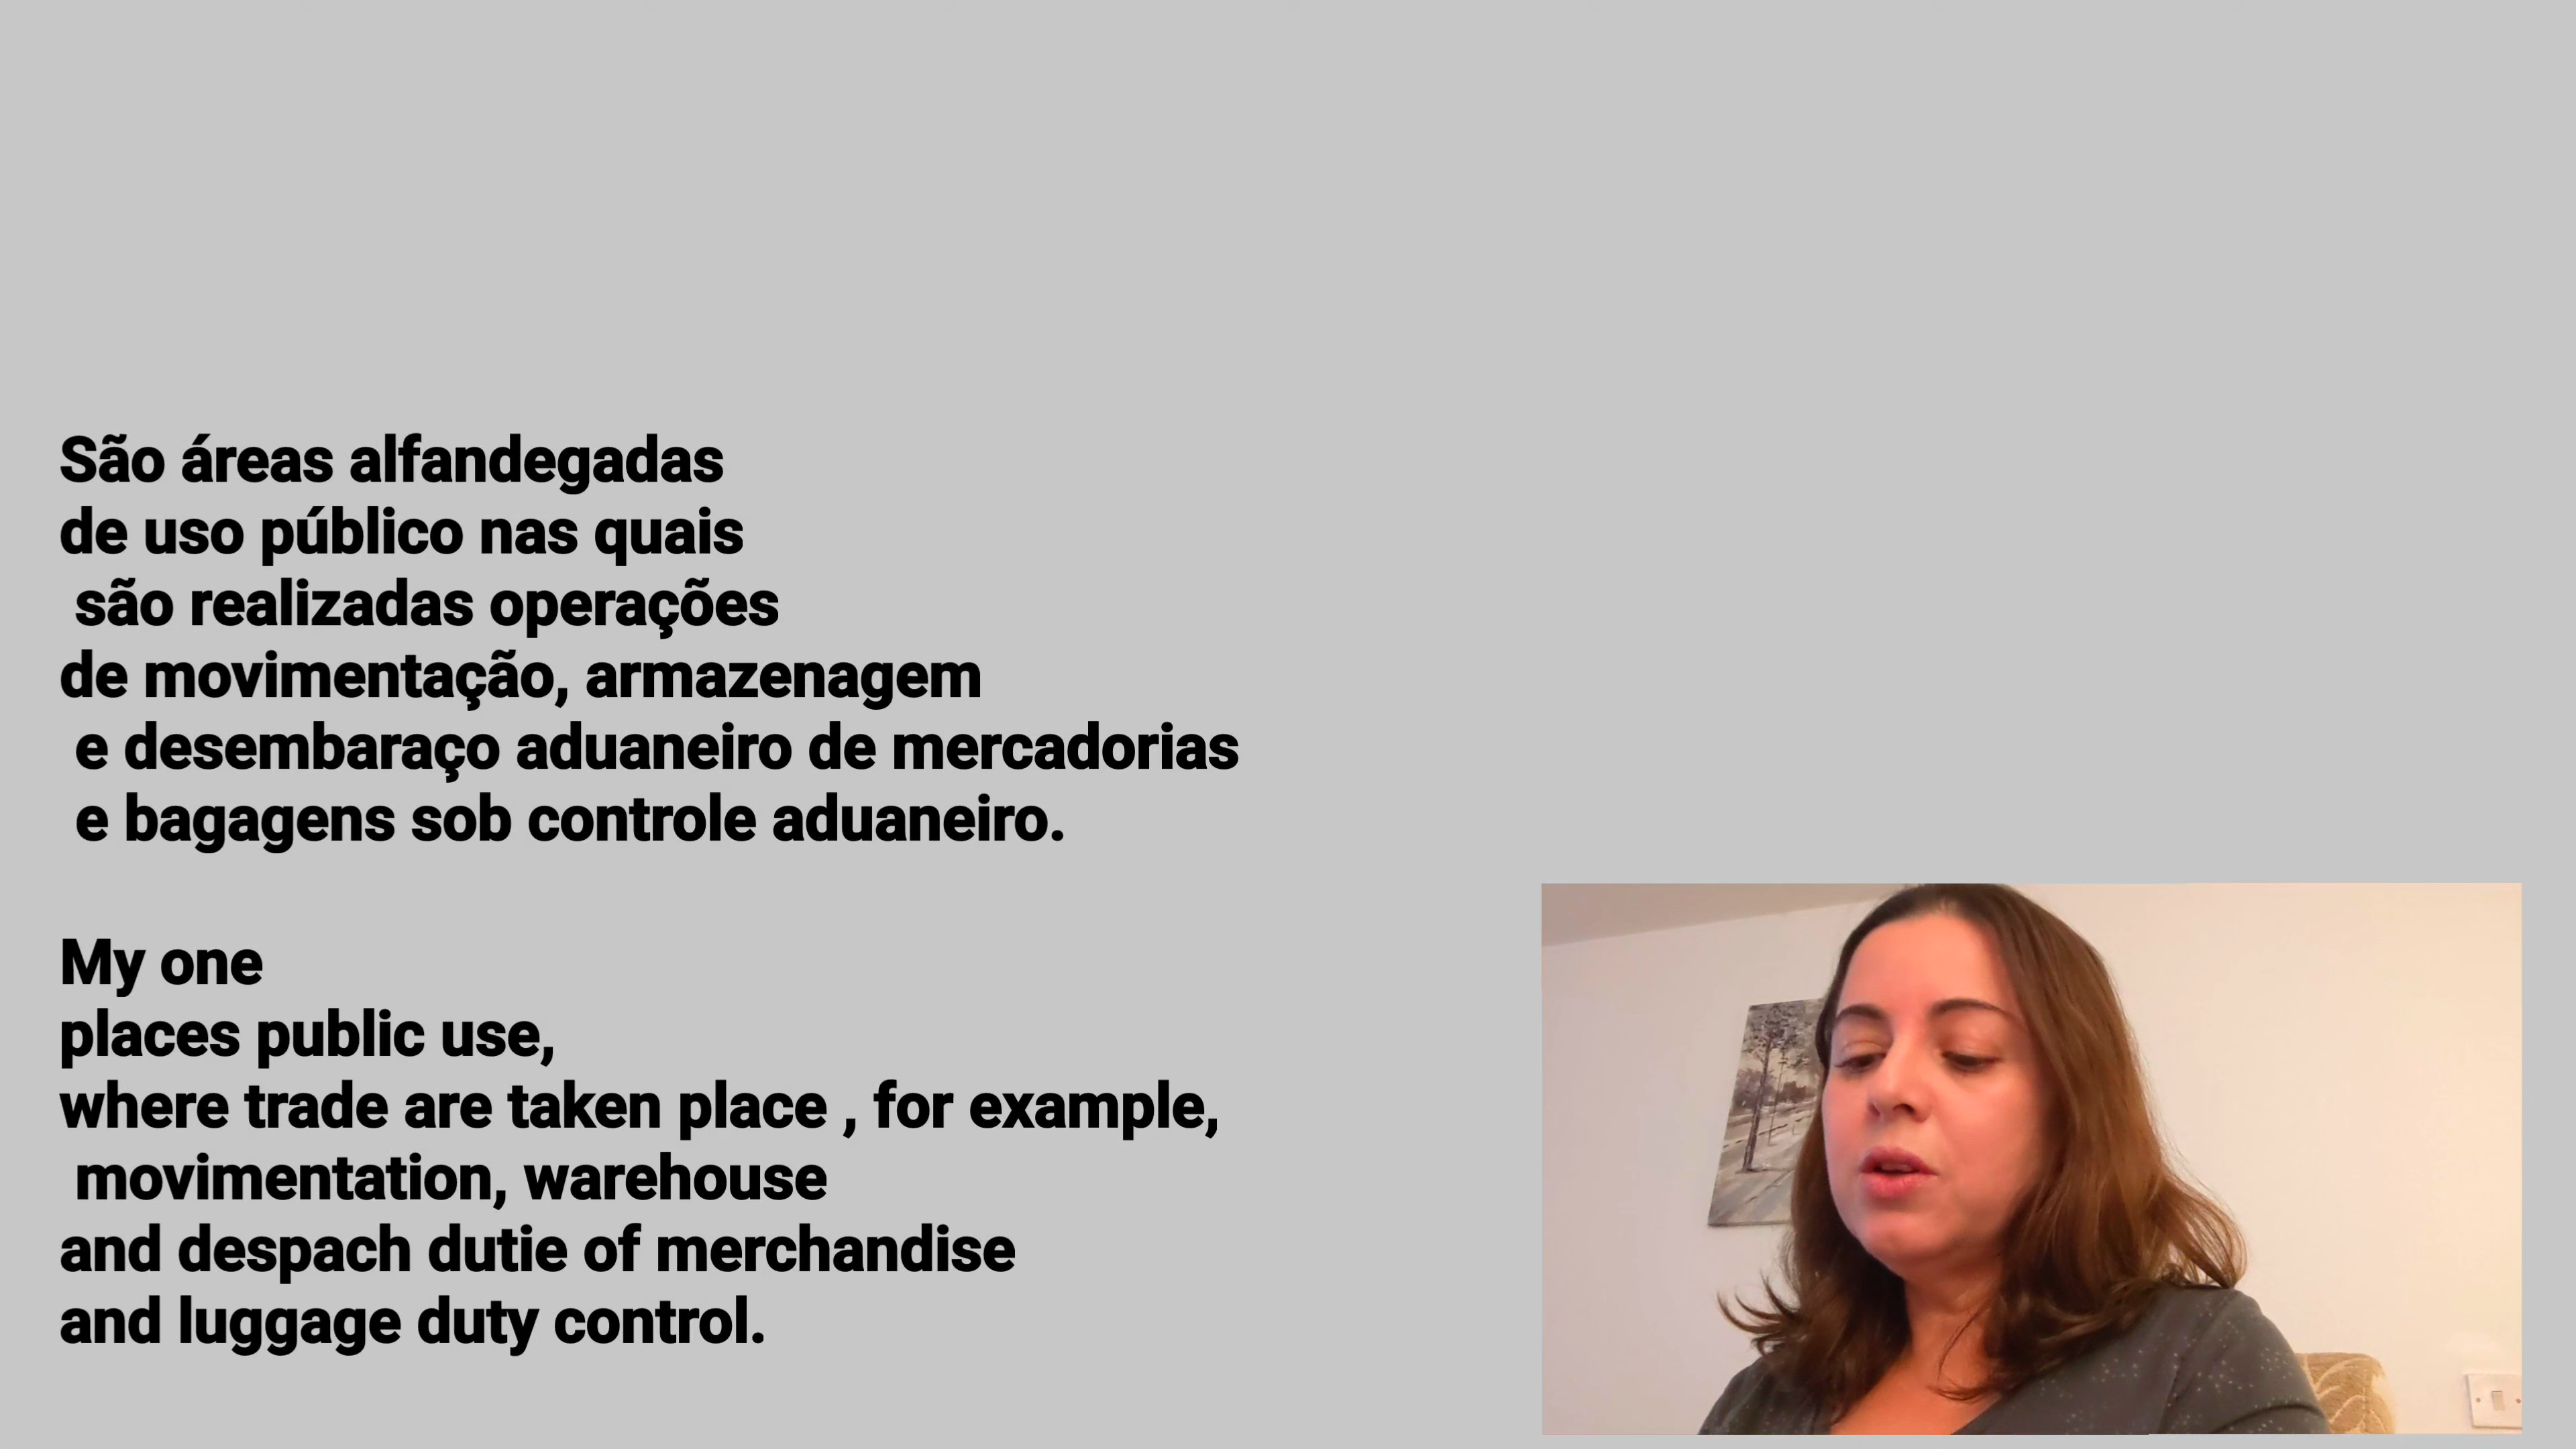 São áreas alfandegadas
de uso público nas quais
são realizadas operações
de movimentação, armazenagem
e desembaraço aduaneiro de mercadorias
e bagagens sob controle aduaneiro.
My one
places public use,
where trade are taken place , for example,
movimentation, warehouse
and despach dutie of merchandise
and luggage duty control.